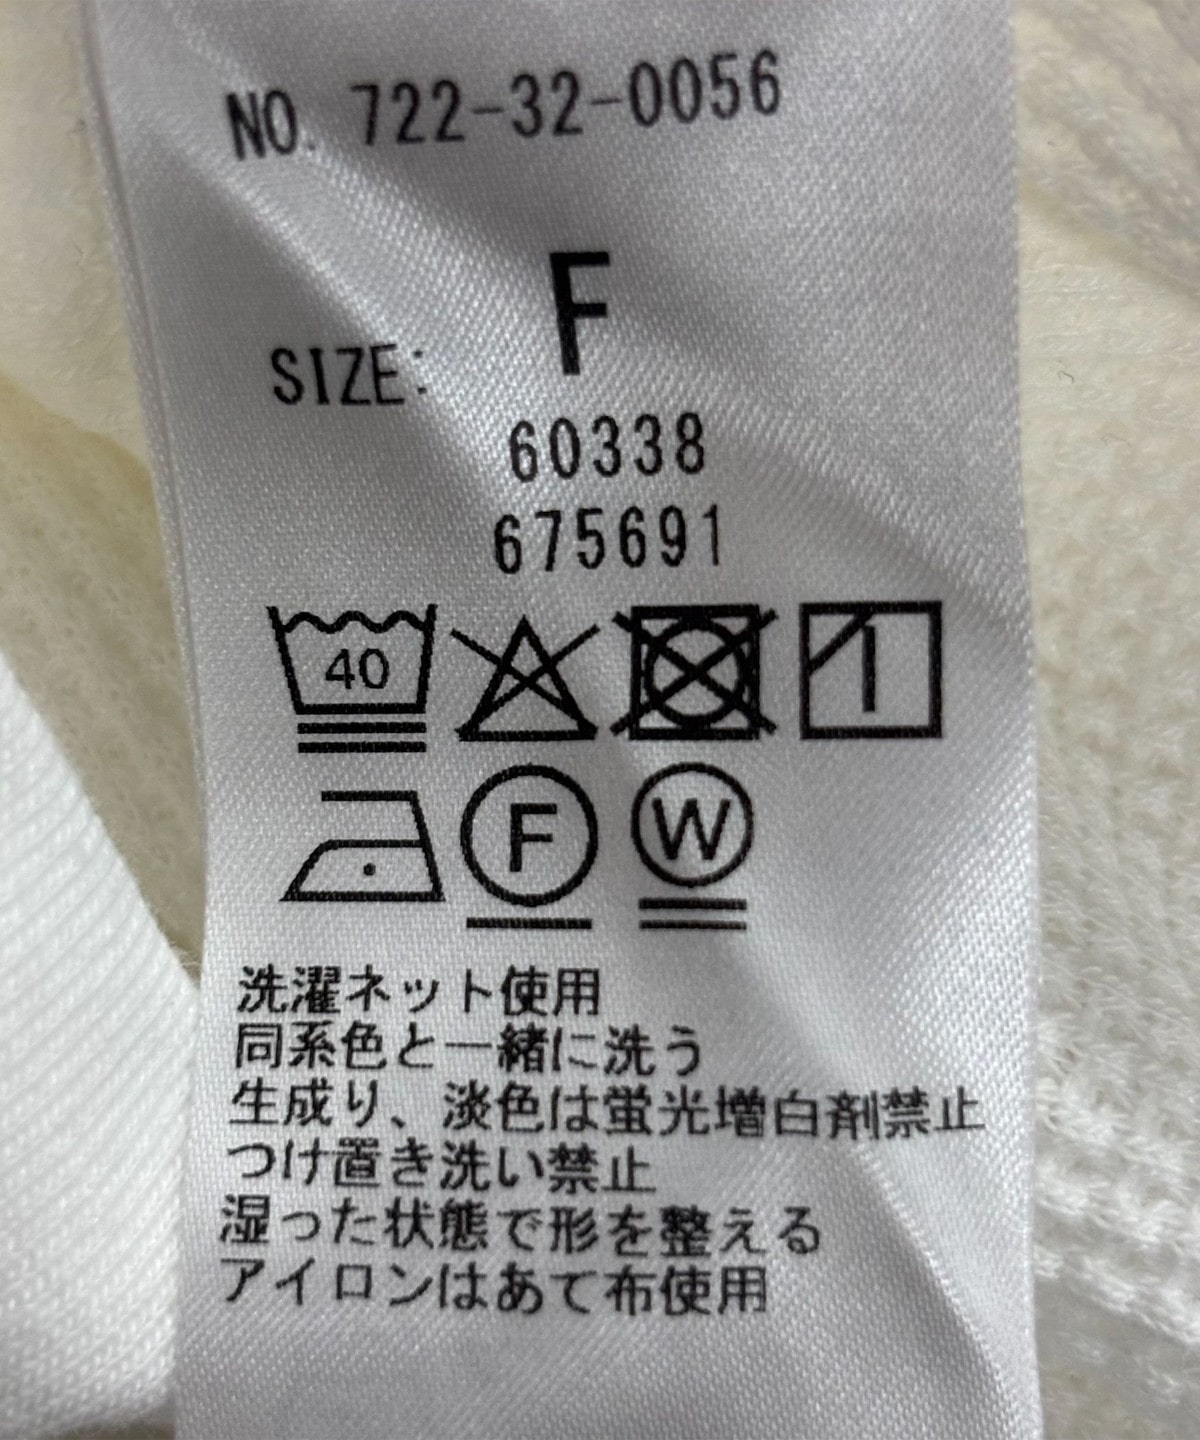 NO. 722-32-0056
F
SIZE:
60338
675691
40
F W
洗濯ネット使用
同系色と一緒に洗う
生成り、淡色は蛍光増白剤禁止
つけ置き洗い禁止
湿った状態で形を整える
アイロンはあて布使用